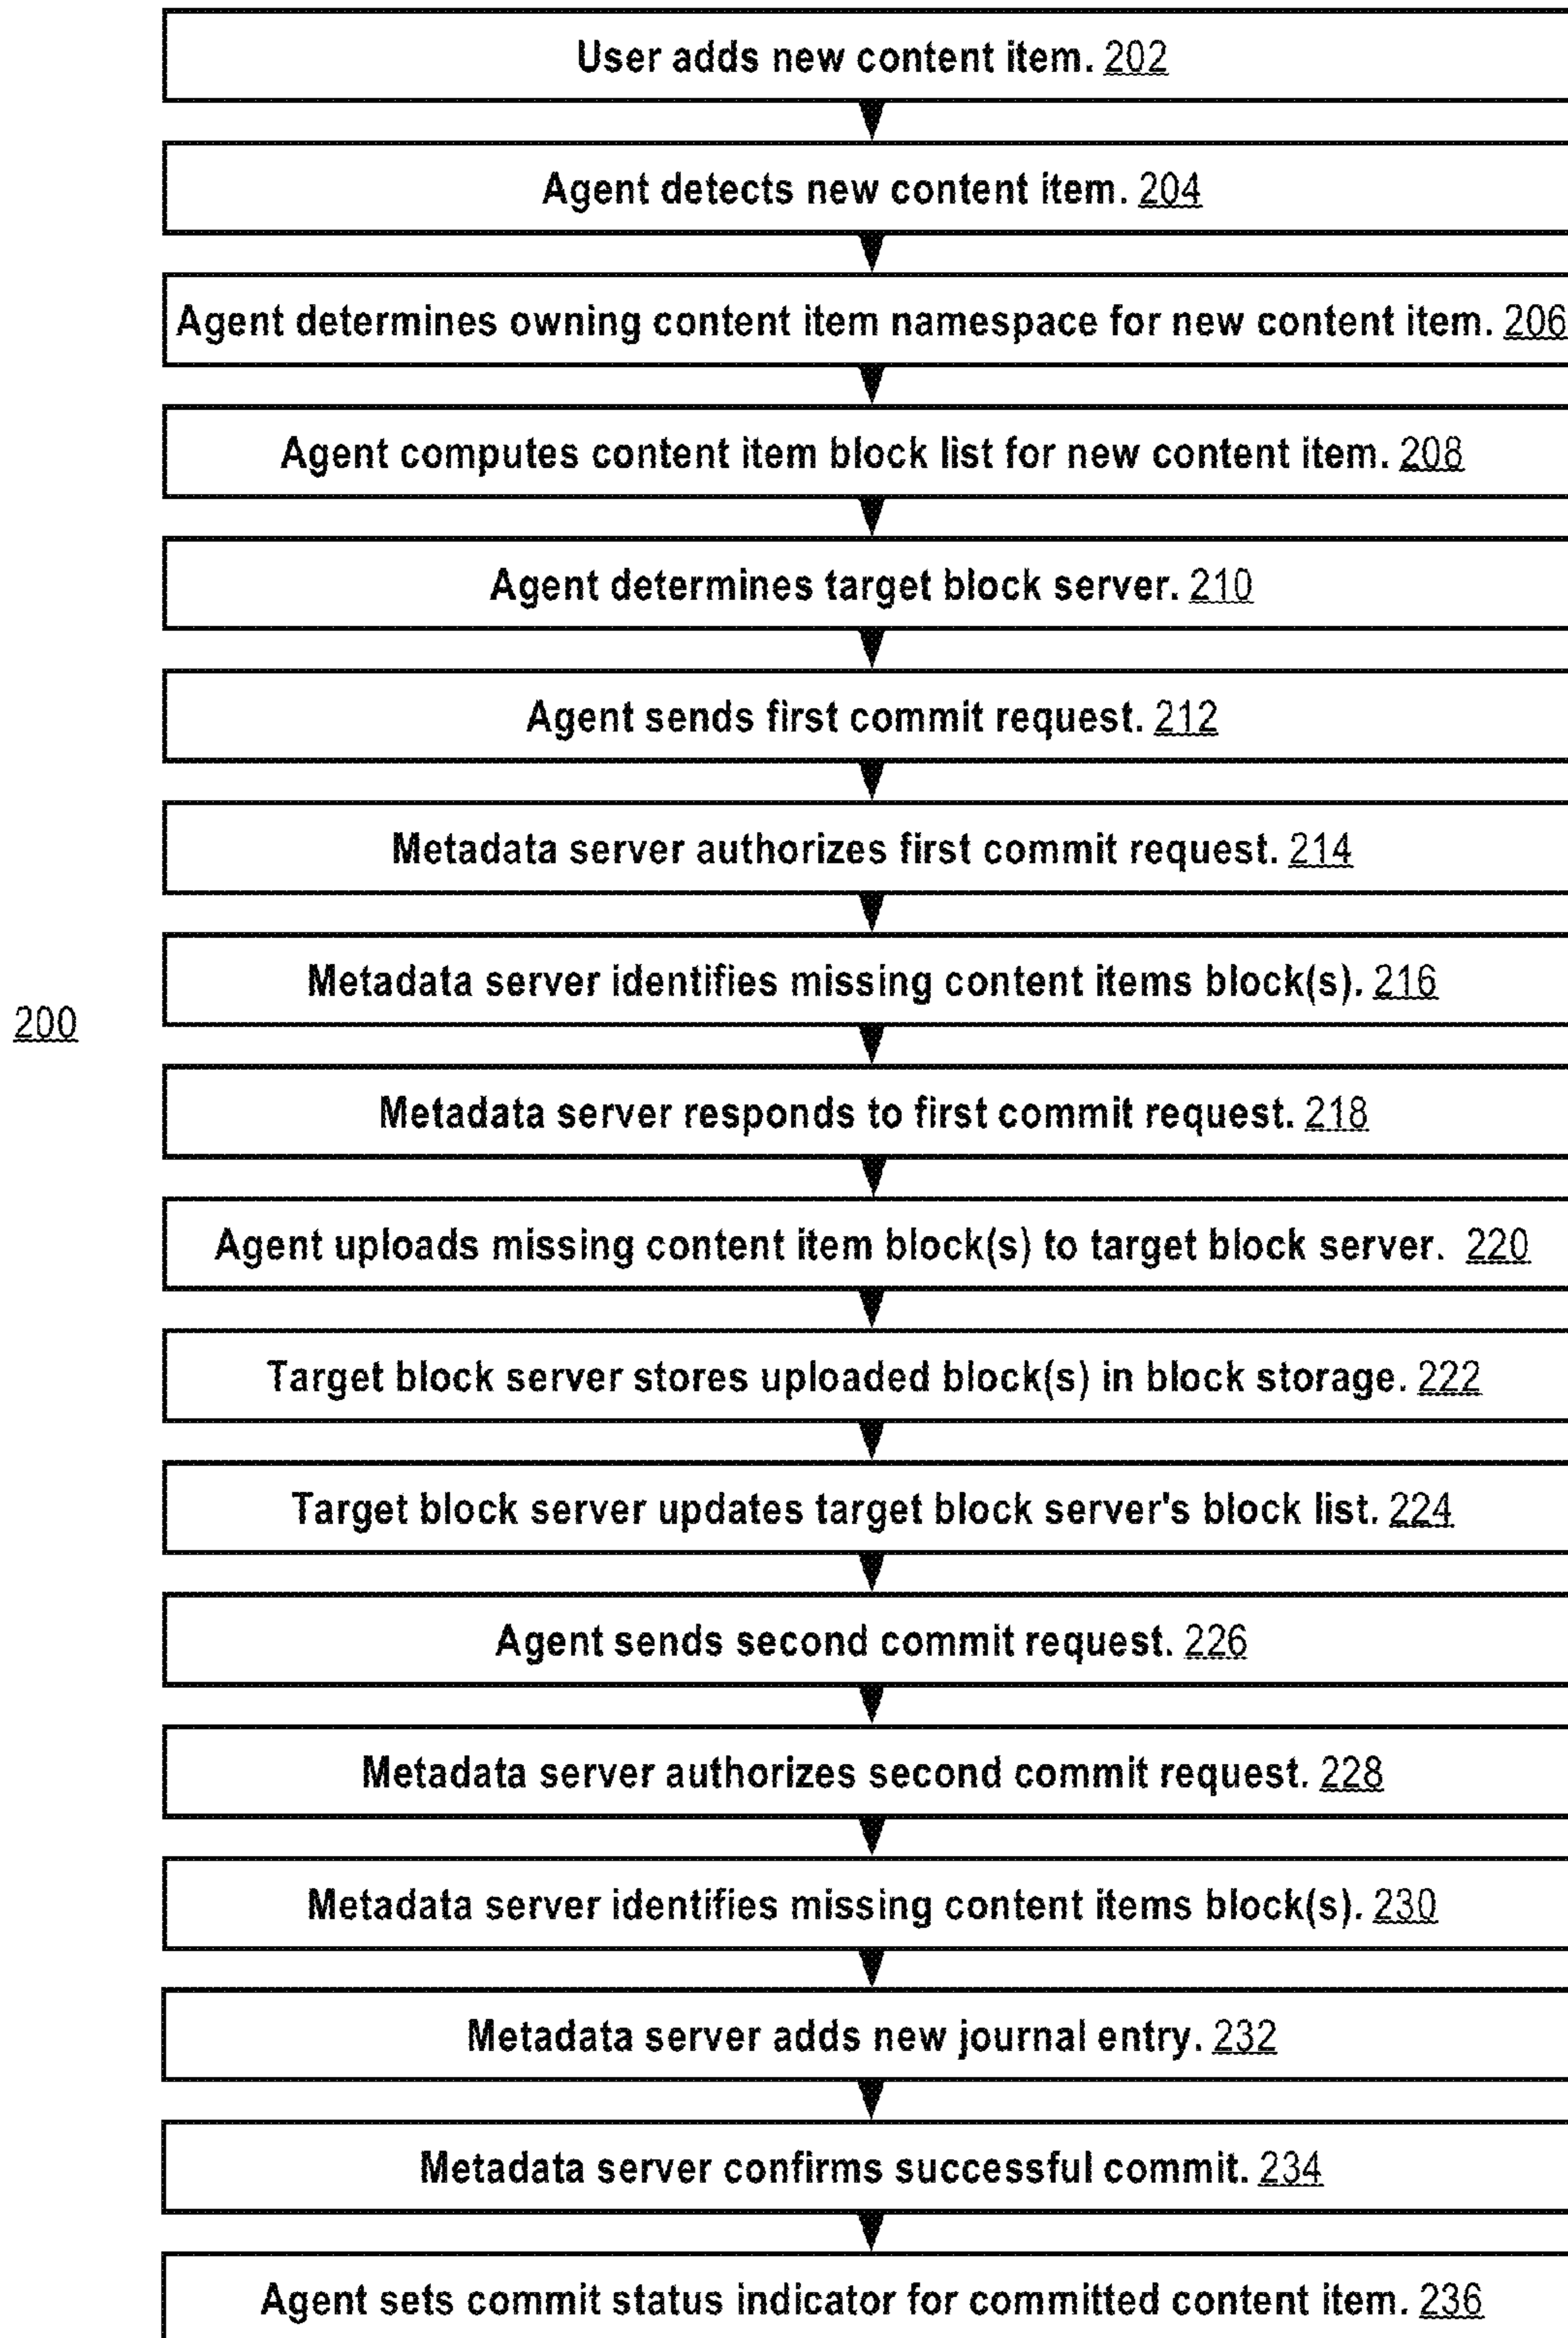 User adds new content item. 202
Agent detects new content item. 204
Agent determines owning content item namespace for new content item. 206
Agent computes content item block list for new content item. 208
Agent determines target block server. 210
Agent sends first commit request. 212
Metadata server authorizes first commit request. 214
Metadata server identifies missing content items block(s). 216
200
Metadata server responds to first commit request. 218
Agent uploads missing content item block(s) to target block server. 220
Target block server stores uploaded block(s) in block storage. 222
Target block server updates target block server's block list. 224
Agent sends second commit request. 226
Metadata server authorizes second commit request. 228
Metadata server identifies missing content items block(s). 230
Metadata server adds new journal entry. 232
Metadata server confirms successful commit. 234
Agent sets commit status indicator for committed content item. 236